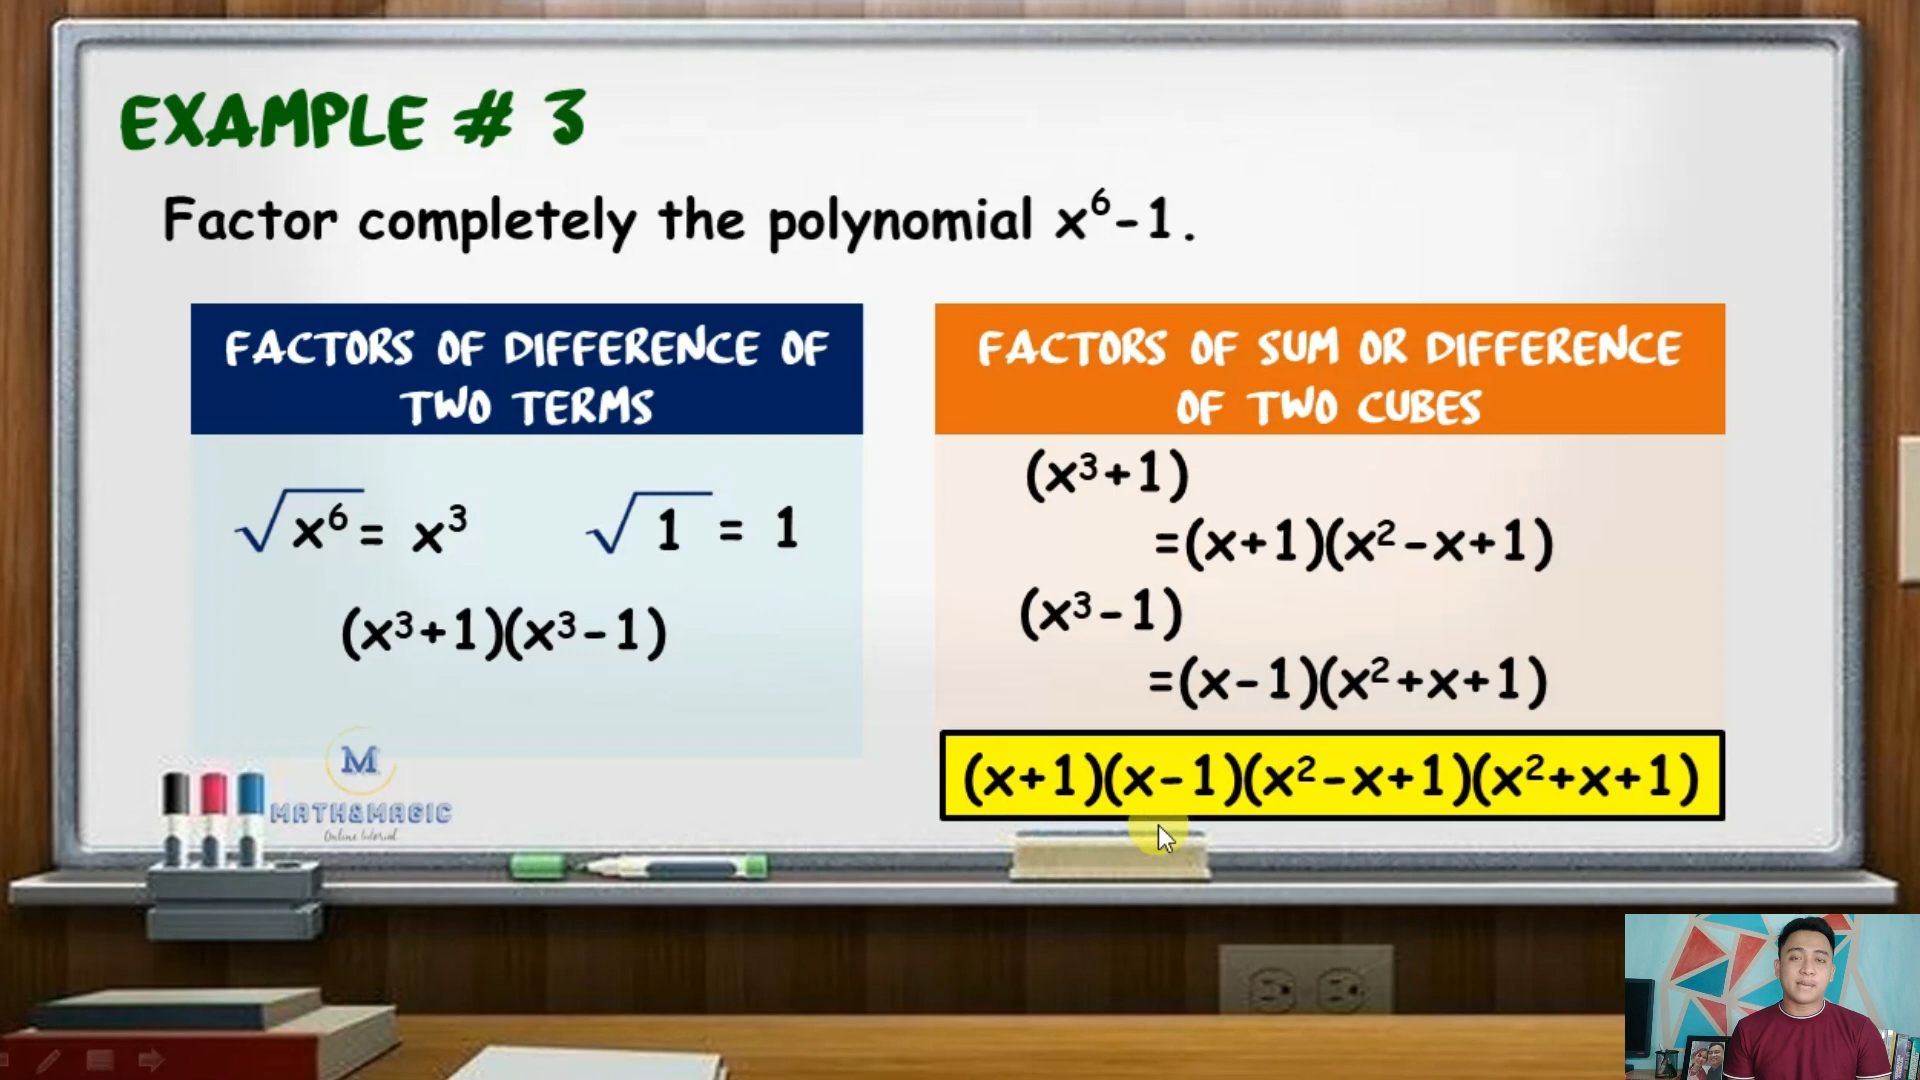 EXAMPLE # 3
Factor completely the polynomial x⁶-1.
FACTORS OF DIFFERENCE OF
TWO TERMS
√x⁶ = x³ √1 = 1
(x³+1)(x³-1)
FACTORS OF SUM OR DIFFERENCE
OF TWO CUBES
(x³+1)
=(x+1)(x²-x+1)
(x³-1)
=(x-1)(x²+x+1)
(x+1)(x-1)(x²-x+1)(x²+x+1)
M
MATH&MAGIC
Online tutorial